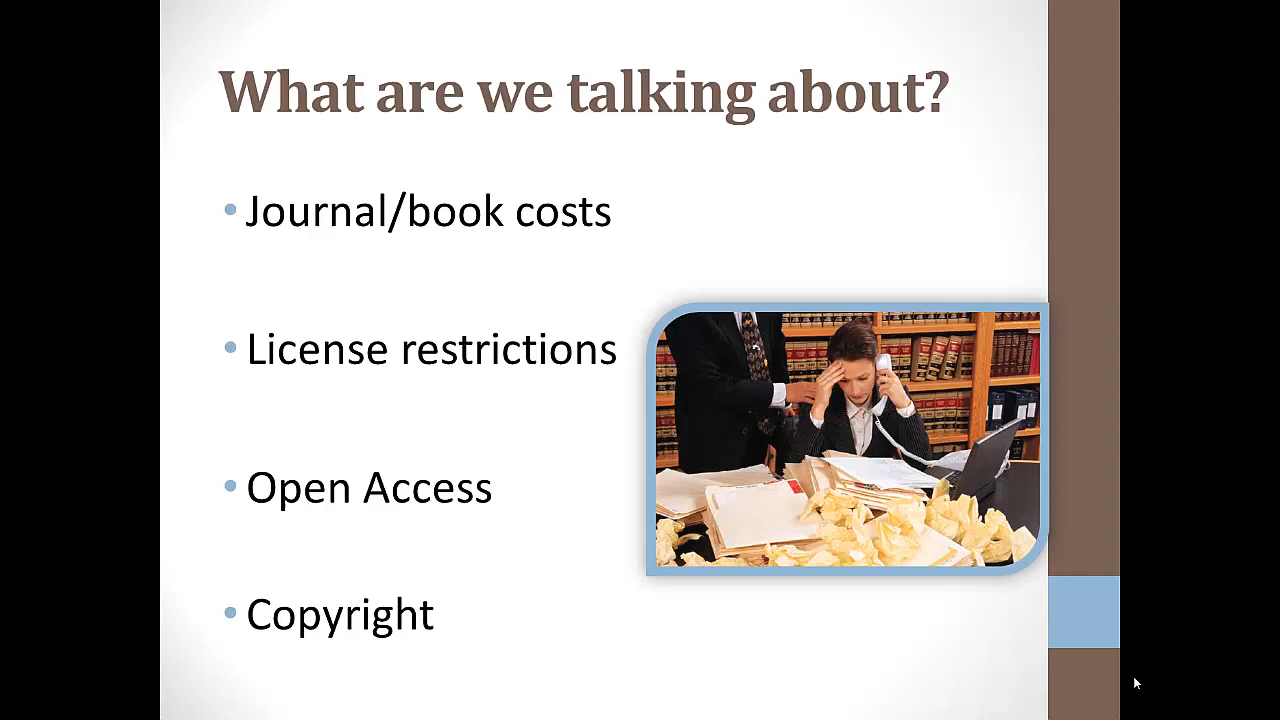 What are we talking about?
• Journal/book costs
• License restrictions
• Open Access
• Copyright